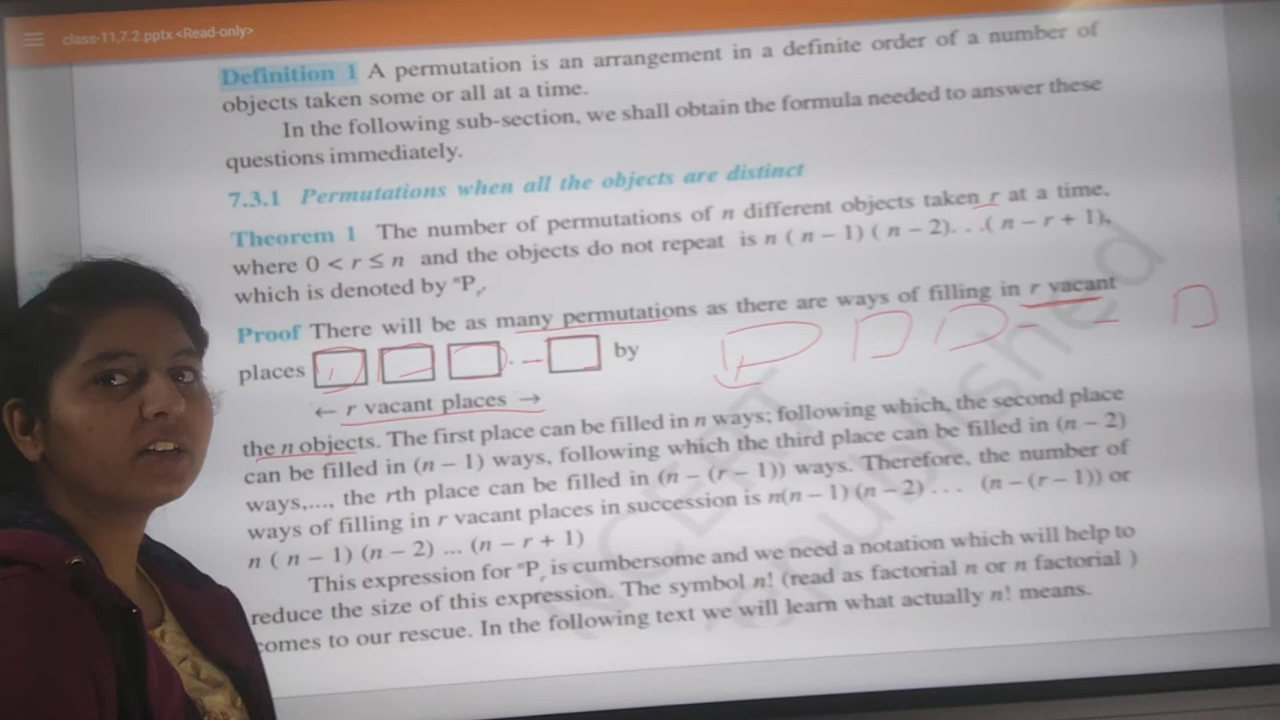 class-11,7.2.pptx <Read-only>
Definition 1 A permutation is an arrangement in a definite order of a number of
objects taken some or all at a time.
In the following sub-section, we shall obtain the formula needed to answer these
questions immediately.
7.3.1 Permutations when all the objects are distinct
Theorem 1 The number of permutations of n different objects taken r at a time,
where 0 < r ≤ n and the objects do not repeat is n ( n − 1) ( n − 2). . .( n − r + 1),
which is denoted by ⁿPᵣ.
Proof There will be as many permutations as there are ways of filling in r vacant
places . . . by
← r vacant places →
the n objects. The first place can be filled in n ways; following which, the second place
can be filled in (n − 1) ways, following which the third place can be filled in (n − 2)
ways,..., the rth place can be filled in (n − (r − 1)) ways. Therefore, the number of
ways of filling in r vacant places in succession is n(n − 1) (n − 2) . . . (n − (r − 1)) or
n ( n − 1) (n − 2) ... (n − r + 1)
This expression for ⁿPᵣ is cumbersome and we need a notation which will help to
reduce the size of this expression. The symbol n! (read as factorial n or n factorial )
comes to our rescue. In the following text we will learn what actually n! means.
NCERT
republished